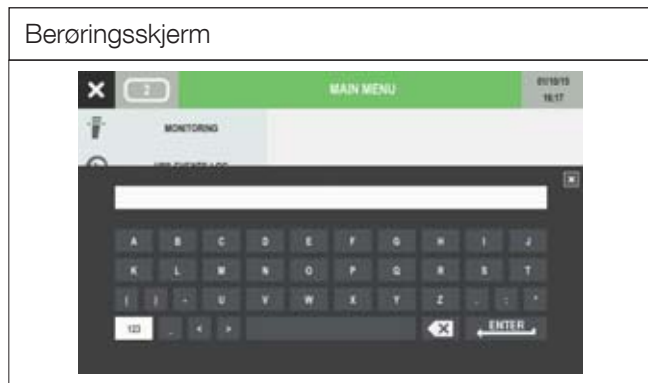 Berøringsskjerm
2 MAIN MENU 01/10/15
16:17
MONITORING
A B C D E F G H I J
K L M N O P Q R S T
( ) - U V W X Y Z . : *
123 _ < > ENTER